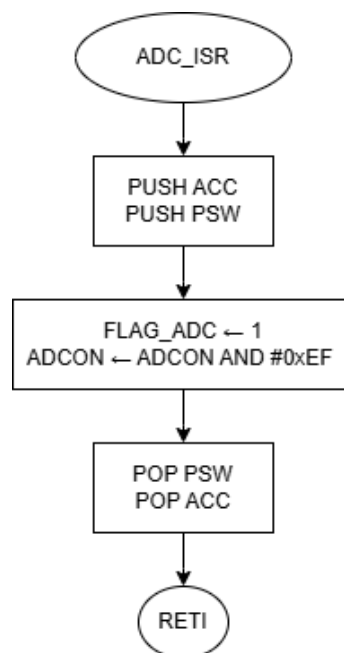 ADC_ISR
PUSH ACC
PUSH PSW
FLAG_ADC ← 1
ADCON ← ADCON AND #0xEF
POP PSW
POP ACC
RETI